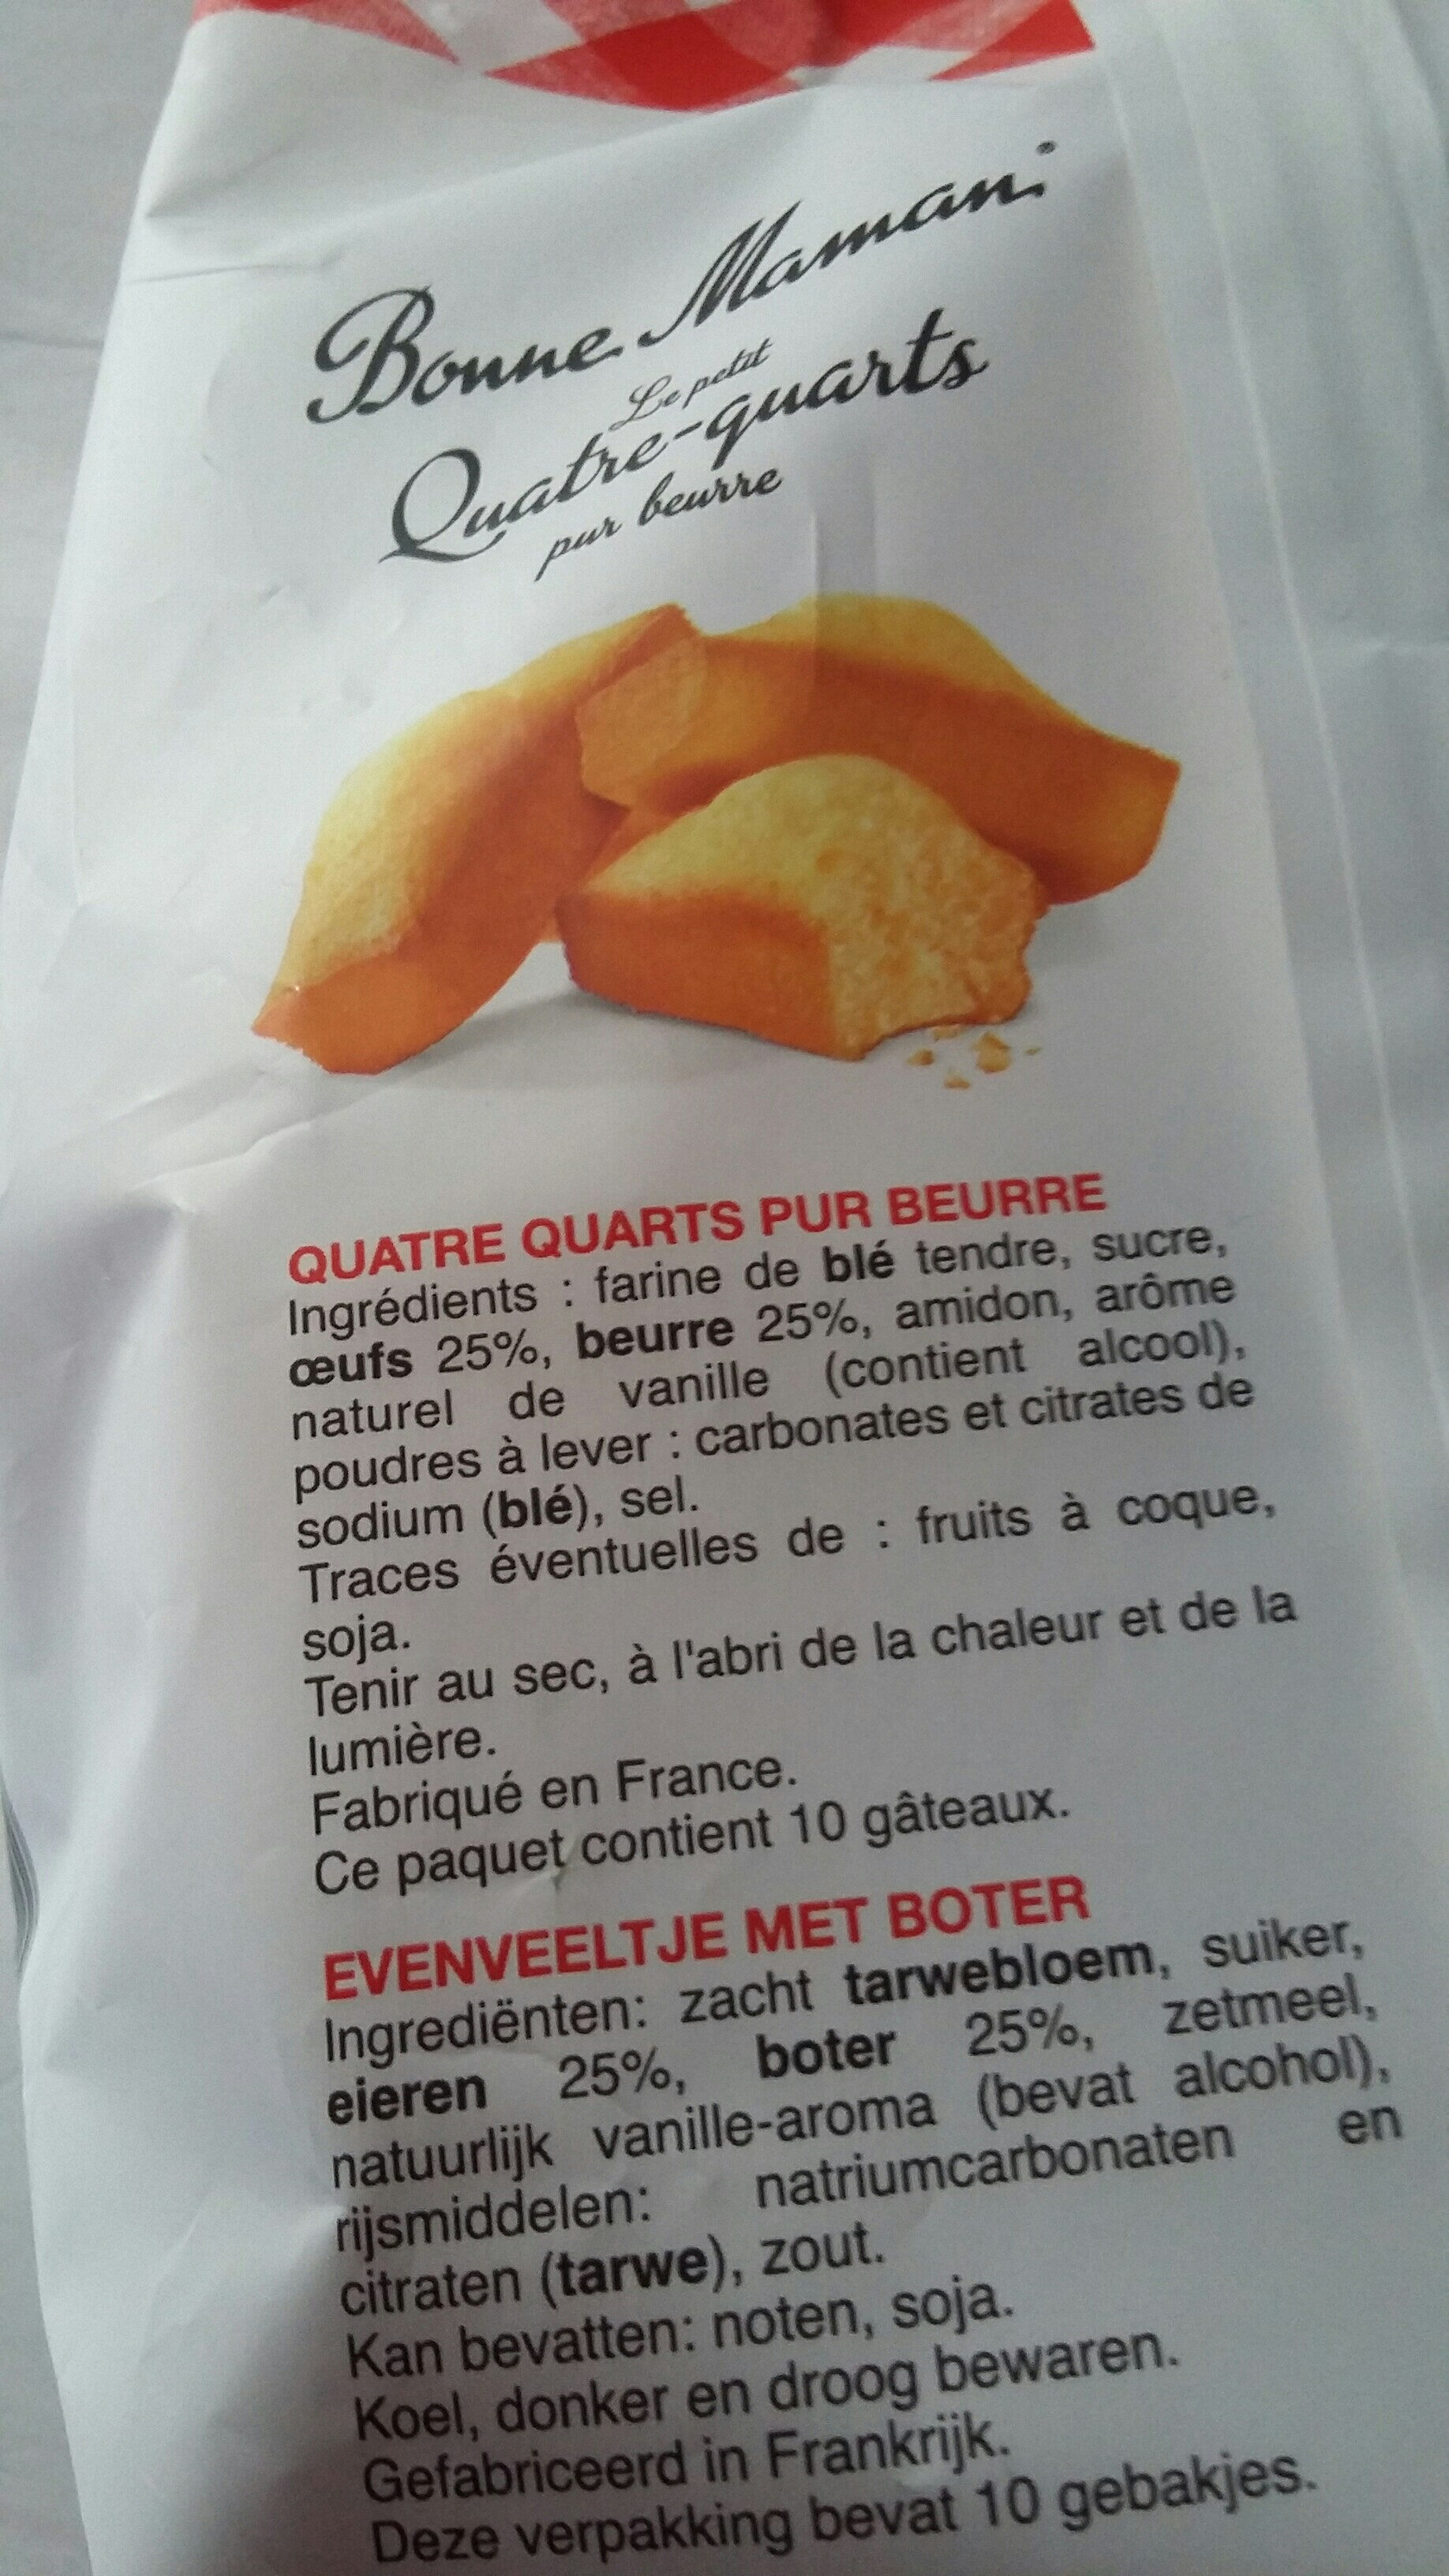 Bonne Maman
Le petit
Quatre-quarts
pur beurre
QUATRE QUARTS PUR BEURRE
Ingrédients : farine de blé tendre, sucre,
œufs 25%, beurre 25%, amidon, arôme
naturel de vanille (contient alcool),
poudres à lever : carbonates et citrates de
sodium (blé), sel.
Traces éventuelles de : fruits à coque,
soja.
Tenir au sec, à l'abri de la chaleur et de la
lumière.
Fabriqué en France.
Ce paquet contient 10 gâteaux.
EVENVEELTJE MET BOTER
Ingrediënten: zacht tarwebloem, suiker,
eieren 25%, boter 25%, zetmeel,
natuurlijk vanille-aroma (bevat alcohol),
rijsmiddelen: natriumcarbonaten en
citraten (tarwe), zout.
Kan bevatten: noten, soja.
Koel, donker en droog bewaren.
Gefabriceerd in Frankrijk.
Deze verpakking bevat 10 gebakjes.